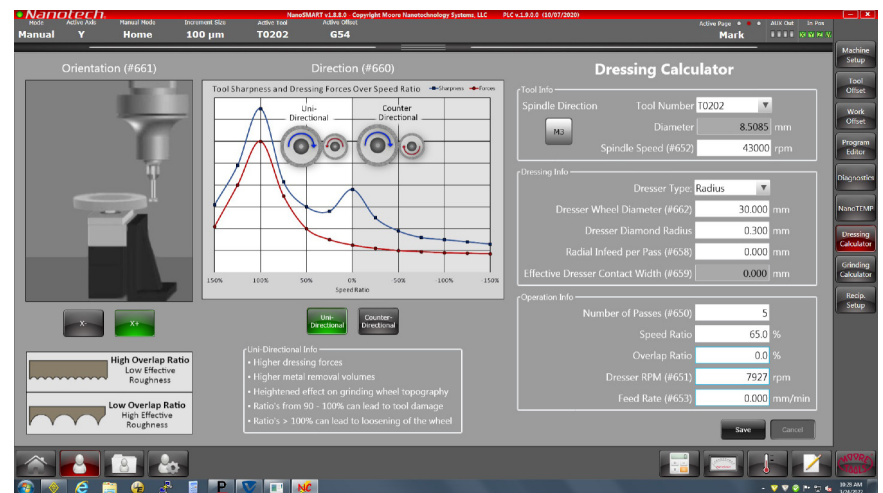 Nanotech.
NanoSMART v1.8.8.0 - Copyright Moore Nanotechnology Systems, LLC PLC v.1.9.0.0 (10/07/2020)
Mode Active Axis Manual Mode Increment Size Active Tool Active Offset Active Page AUX Out In Pos
Manual Y Home 100 µm T0202 G54 Mark
Machine Setup
Tool Offset
Work Offset
Program Editor
Diagnostics
NanoTEMP
Dressing Calculator
Grinding Calculator
Recip. Setup
Orientation (#661)
X-
X+
High Overlap Ratio
Low Effective
Roughness
Low Overlap Ratio
High Effective
Roughness
Direction (#660)
Tool Sharpness and Dressing Forces Over Speed Ratio Sharpness Forces
Uni-
Directional
Counter
Directional
150% 100% 50% 0% -50% -100% -150%
Speed Ratio
Uni-
Directional
Counter-
Directional
Uni-Directional Info
• Higher dressing forces
• Higher metal removal volumes
• Heightened effect on grinding wheel topography
• Ratio's from 90 - 100% can lead to tool damage
• Ratio's > 100% can lead to loosening of the wheel
Dressing Calculator
Tool Info
Spindle Direction
M3
Tool Number T0202
Diameter 8.5085 mm
Spindle Speed (#652) 43000 rpm
Dressing Info
Dresser Type: Radius
Dresser Wheel Diameter (#662) 30.000 mm
Dresser Diamond Radius 0.300 mm
Radial Infeed per Pass (#658) 0.000 mm
Effective Dresser Contact Width (#659) 0.000 mm
Operation Info
Number of Passes (#650) 5
Speed Ratio 65.0 %
Overlap Ratio 0.0 %
Dresser RPM (#651) 7927 rpm
Feed Rate (#653) 0.000 mm/min
Save
Cancel
MOORE
TOOLS
NC
10:29 AM